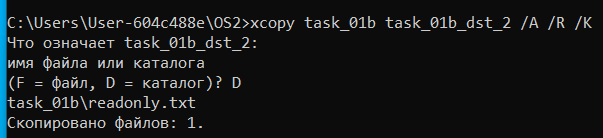 C:\Users\User-604c488e\OS2>xcopy task_01b task_01b_dst_2 /A /R /K
Что означает task_01b_dst_2:
имя файла или каталога
(F = файл, D = каталог)? D
task_01b\readonly.txt
Скопировано файлов: 1.